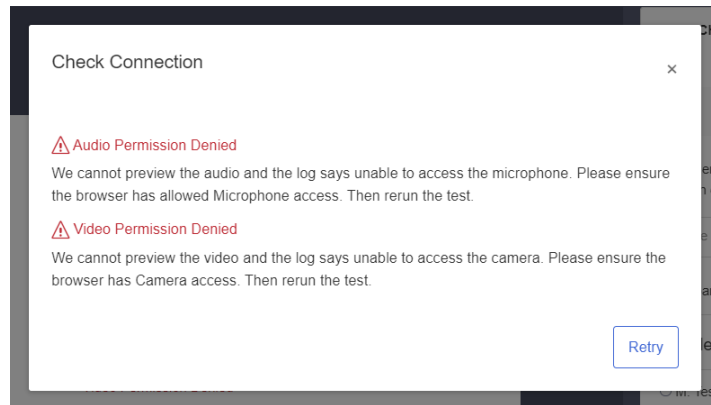 Check Connection
×
Audio Permission Denied
We cannot preview the audio and the log says unable to access the microphone. Please ensure
the browser has allowed Microphone access. Then rerun the test.
Video Permission Denied
We cannot preview the video and the log says unable to access the camera. Please ensure the
browser has Camera access. Then rerun the test.
Retry